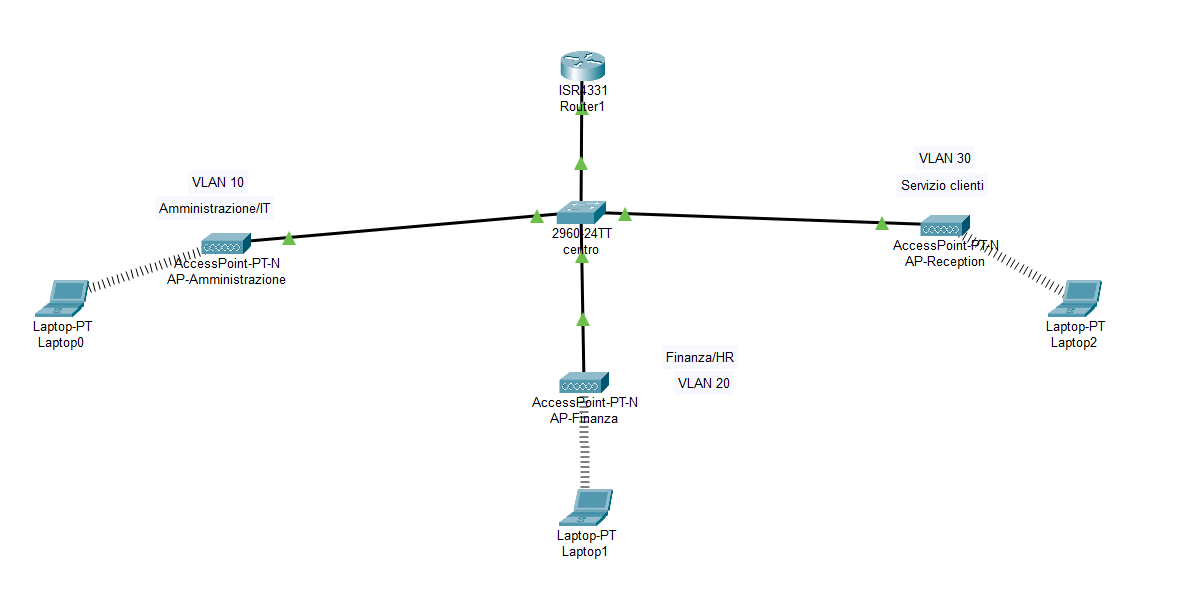 ISR4331
Router1
VLAN 10
Amministrazione/IT
VLAN 30
Servizio clienti
2960-24TT
centro
AccessPoint-PT-N
AP-Amministrazione
AccessPoint-PT-N
AP-Reception
Laptop-PT
Laptop0
Laptop-PT
Laptop2
Finanza/HR
VLAN 20
AccessPoint-PT-N
AP-Finanza
Laptop-PT
Laptop1